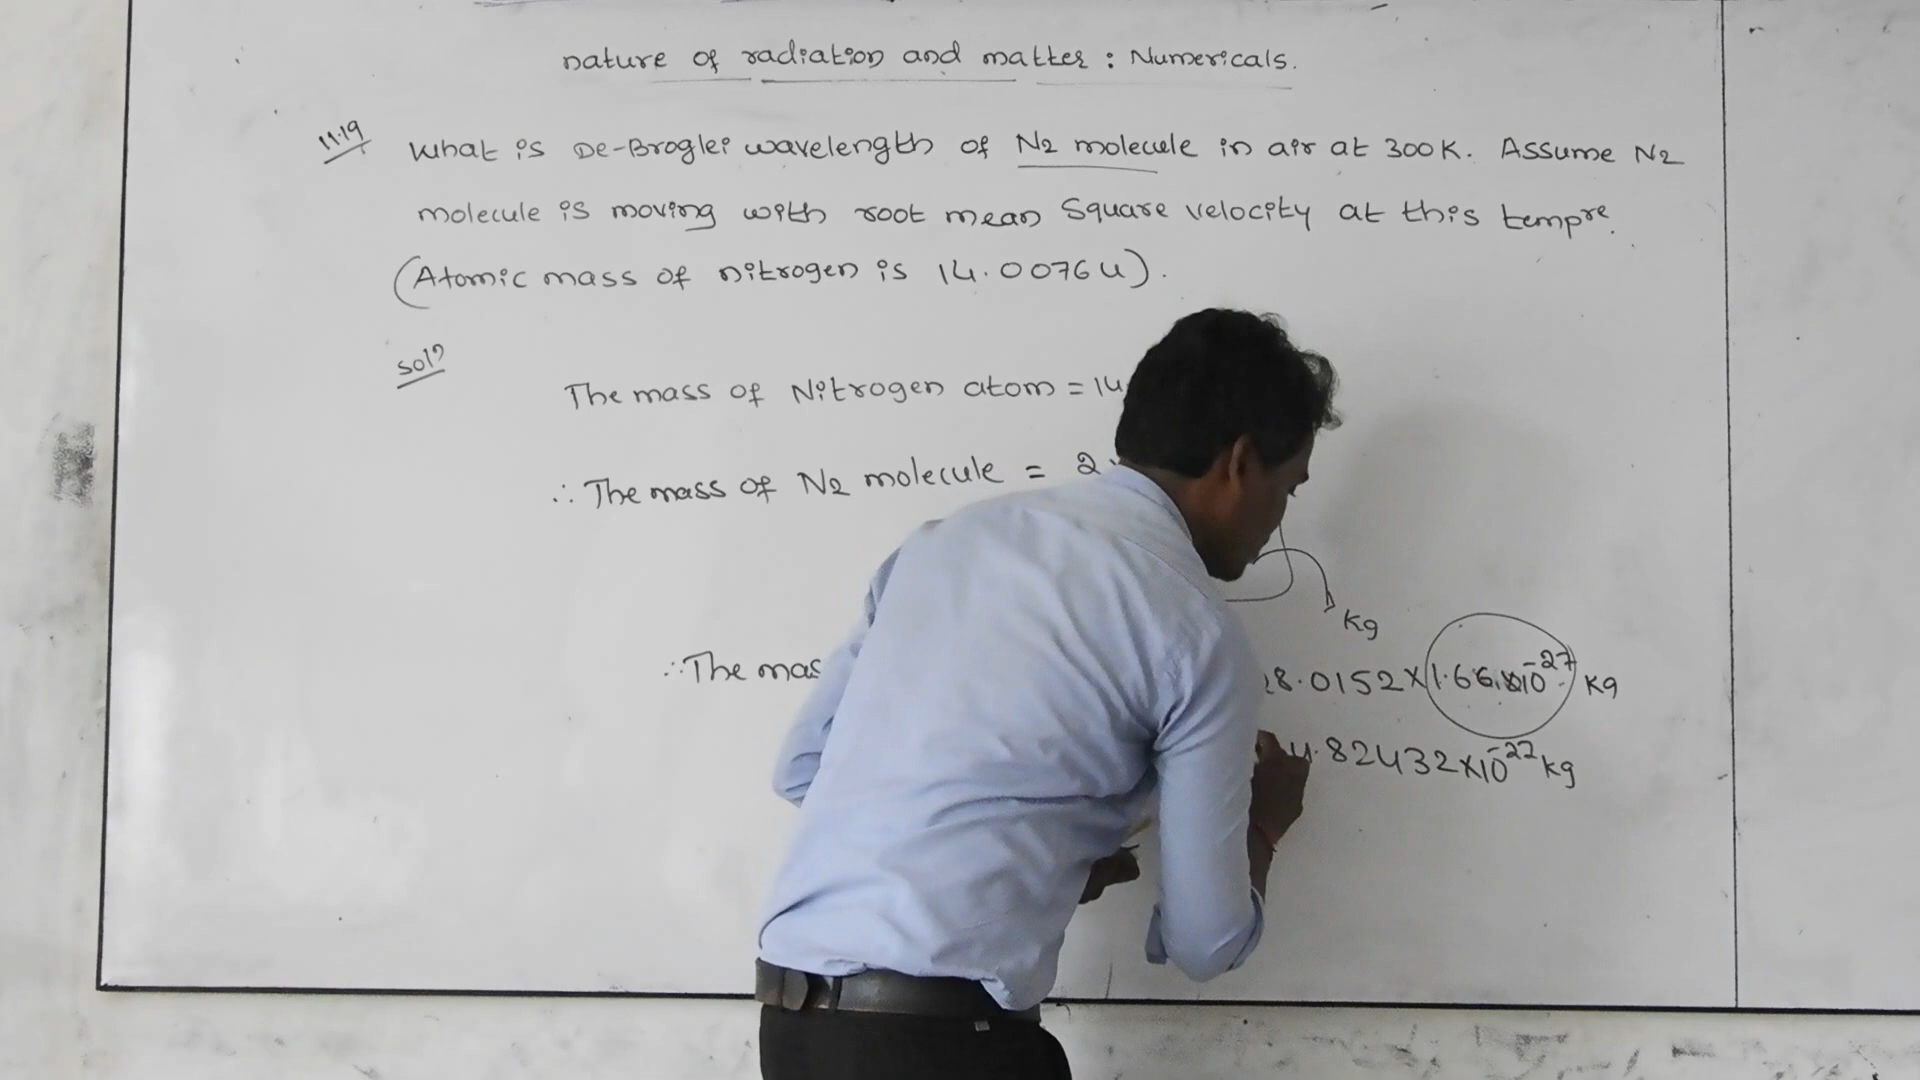 nature of radiation and matter : Numericals.
11.19 What is De-Broglei wavelength of N2 molecule in air at 300K. Assume N2
molecule is moving with root mean square velocity at this tempre.
(Atomic mass of nitrogen is 14.0076u).
Soln
The mass of Nitrogen atom = 14
∴ The mass of N2 molecule = 2
Kg
∴ The mas 28.0152×1.66×10⁻²⁷ Kg
4.82432×10⁻²⁷ kg